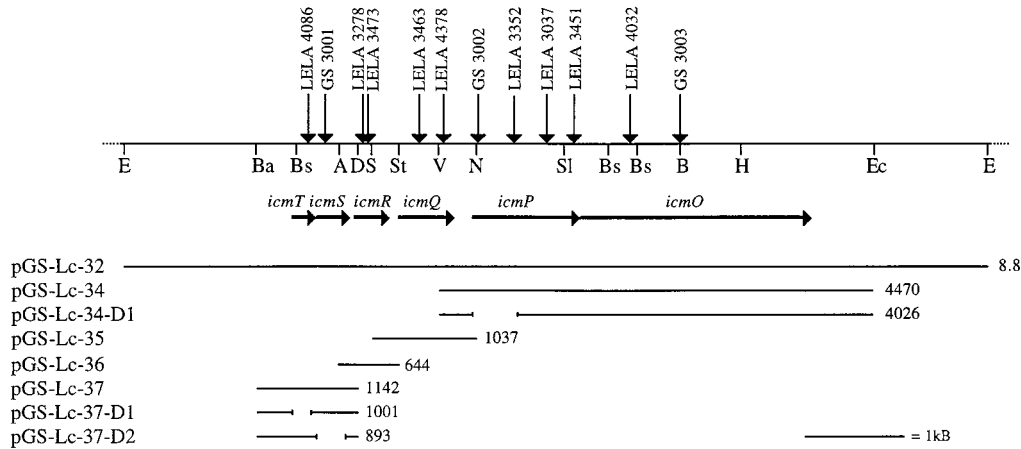 LELA 4086
GS 3001
LELA 3278
LELA 3473
LELA 3463
LELA 4378
GS 3002
LELA 3352
LELA 3037
LELA 3451
LELA 4032
GS 3003
E Ba Bs A D S St V N Sl Bs Bs B H Ec E
icmT icmS icmR icmQ icmP icmO
pGS-Lc-32 8.8
pGS-Lc-34 4470
pGS-Lc-34-D1 4026
pGS-Lc-35 1037
pGS-Lc-36 644
pGS-Lc-37 1142
pGS-Lc-37-D1 1001
pGS-Lc-37-D2 893 = 1kB